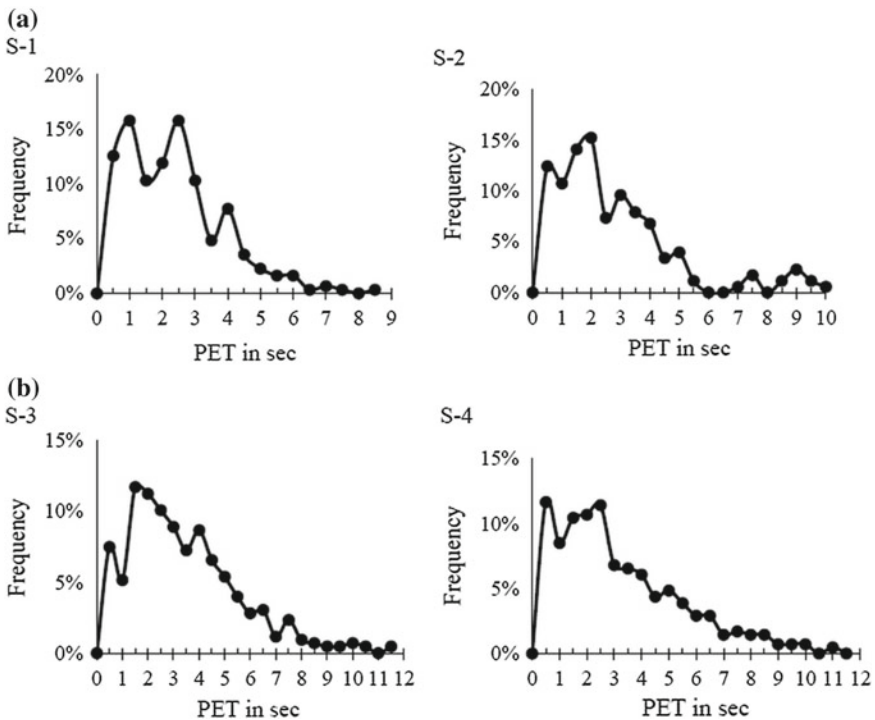 (a)
S-1
20%
15%
10%
5%
0%
Frequency
0 1 2 3 4 5 6 7 8 9
PET in sec
S-2
20%
15%
10%
5%
0%
Frequency
0 1 2 3 4 5 6 7 8 9 10
PET in sec
(b)
S-3
15%
10%
5%
0%
Frequency
0 1 2 3 4 5 6 7 8 9 10 11 12
PET in sec
S-4
15%
10%
5%
0%
Frequency
0 1 2 3 4 5 6 7 8 9 10 11 12
PET in sec